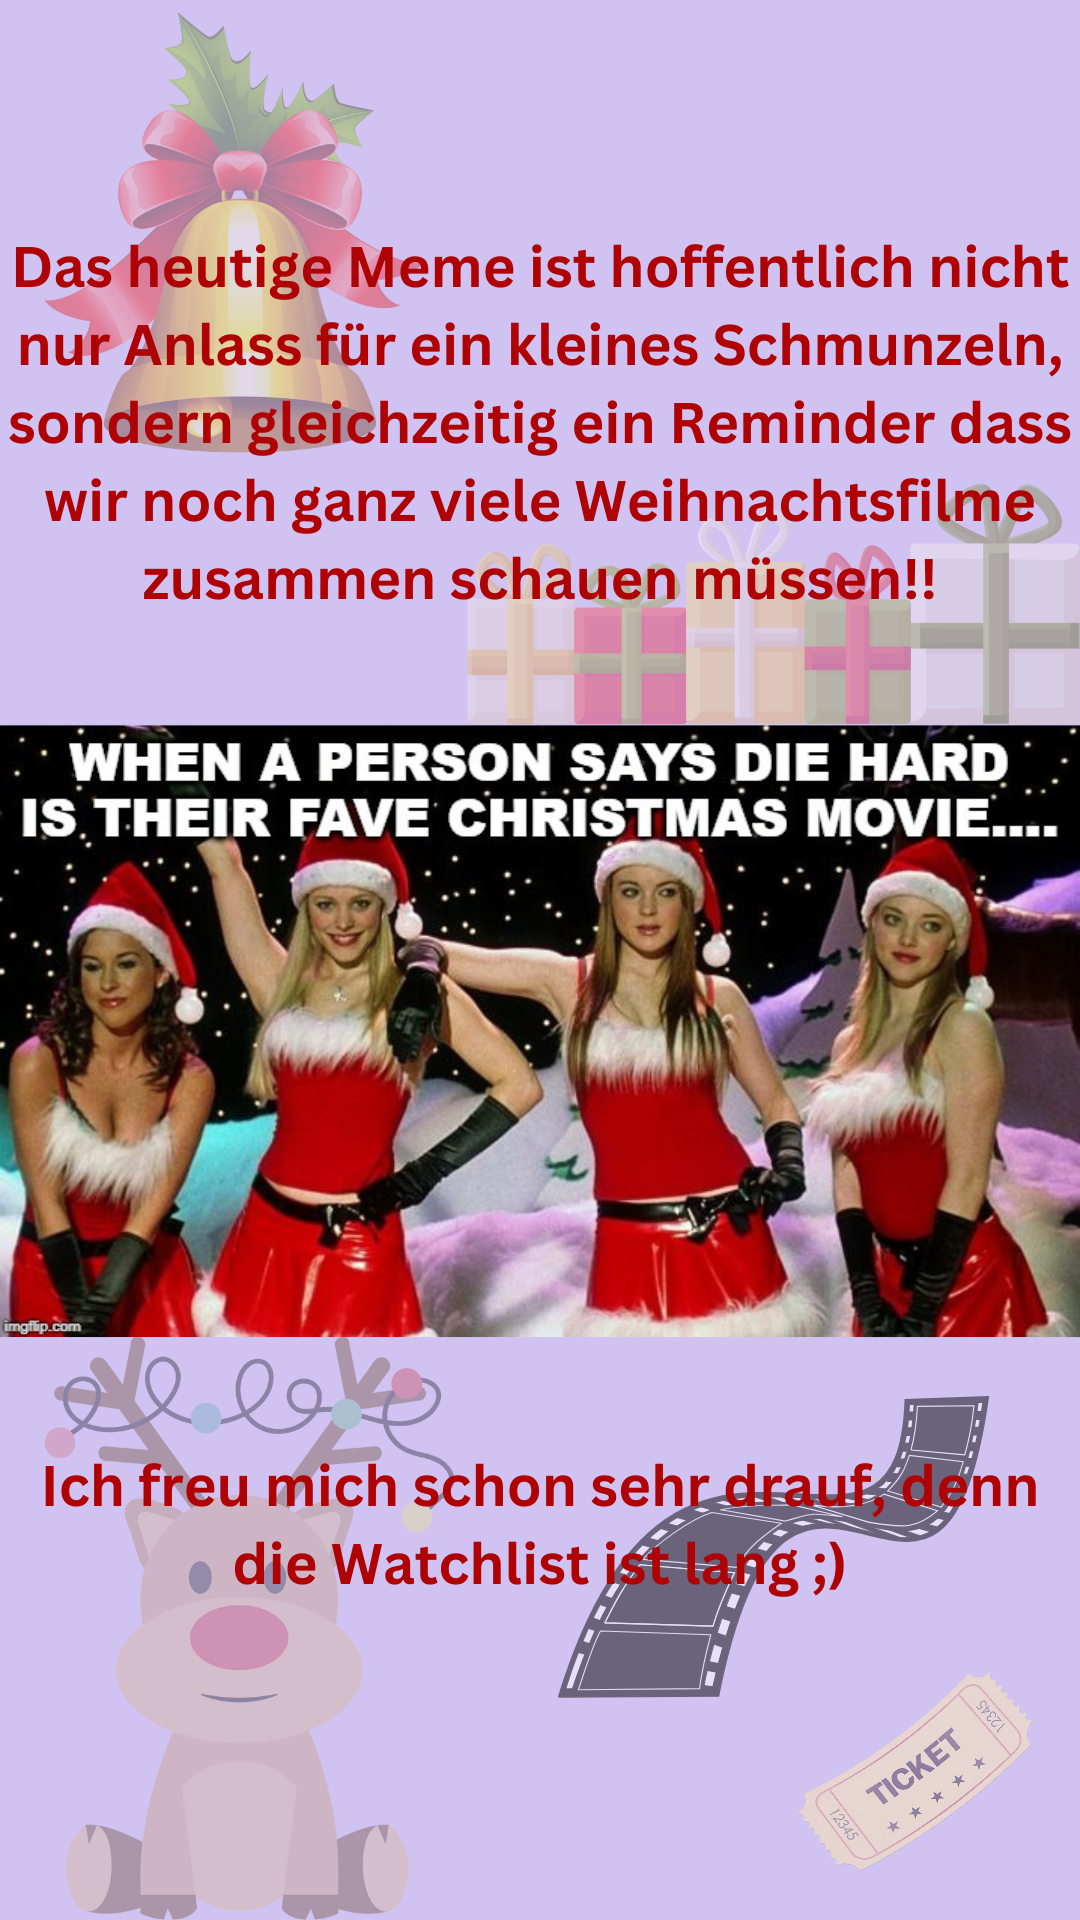 Das heutige Meme ist hoffentlich nicht
nur Anlass für ein kleines Schmunzeln,
sondern gleichzeitig ein Reminder dass
wir noch ganz viele Weihnachtsfilme
zusammen schauen müssen!!
WHEN A PERSON SAYS DIE HARD
IS THEIR FAVE CHRISTMAS MOVIE....
imgflip.com
Ich freu mich schon sehr drauf, denn
die Watchlist ist lang ;)
12345
TICKET
12345